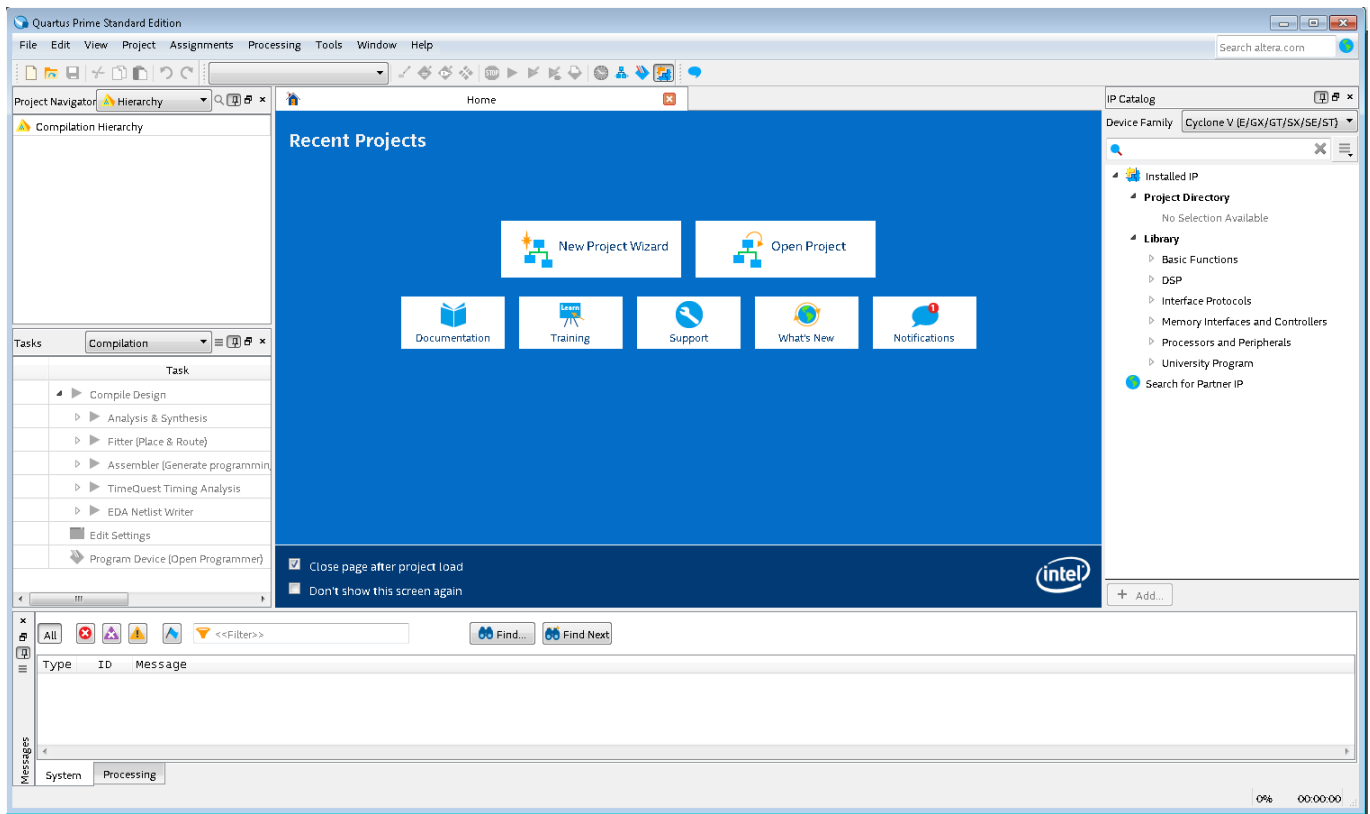 Quartus Prime Standard Edition
File Edit View Project Assignments Processing Tools Window Help
Search altera.com
STOP
Project Navigator Hierarchy
Compilation Hierarchy
Home
Recent Projects
New Project Wizard
Open Project
Documentation
Learn
Training
Support
What's New
1
Notifications
Close page after project load
Don't show this screen again
intel
IP Catalog
Device Family Cyclone V (E/GX/GT/SX/SE/ST)
Installed IP
Project Directory
No Selection Available
Library
Basic Functions
DSP
Interface Protocols
Memory Interfaces and Controllers
Processors and Peripherals
University Program
Search for Partner IP
+ Add...
Tasks Compilation
Task
Compile Design
Analysis & Synthesis
Fitter (Place & Route)
Assembler (Generate programmin
TimeQuest Timing Analysis
EDA Netlist Writer
Edit Settings
Program Device (Open Programmer)
All <<Filter>> Find... Find Next
Type ID Message
Messages
System Processing
0% 00:00:00